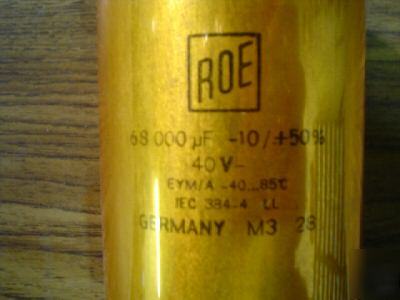 ROE
68 000 µF -10/+50%
40 V-
EYM/A -40...85℃
IEC 384-4 LL
GERMANY M3 28